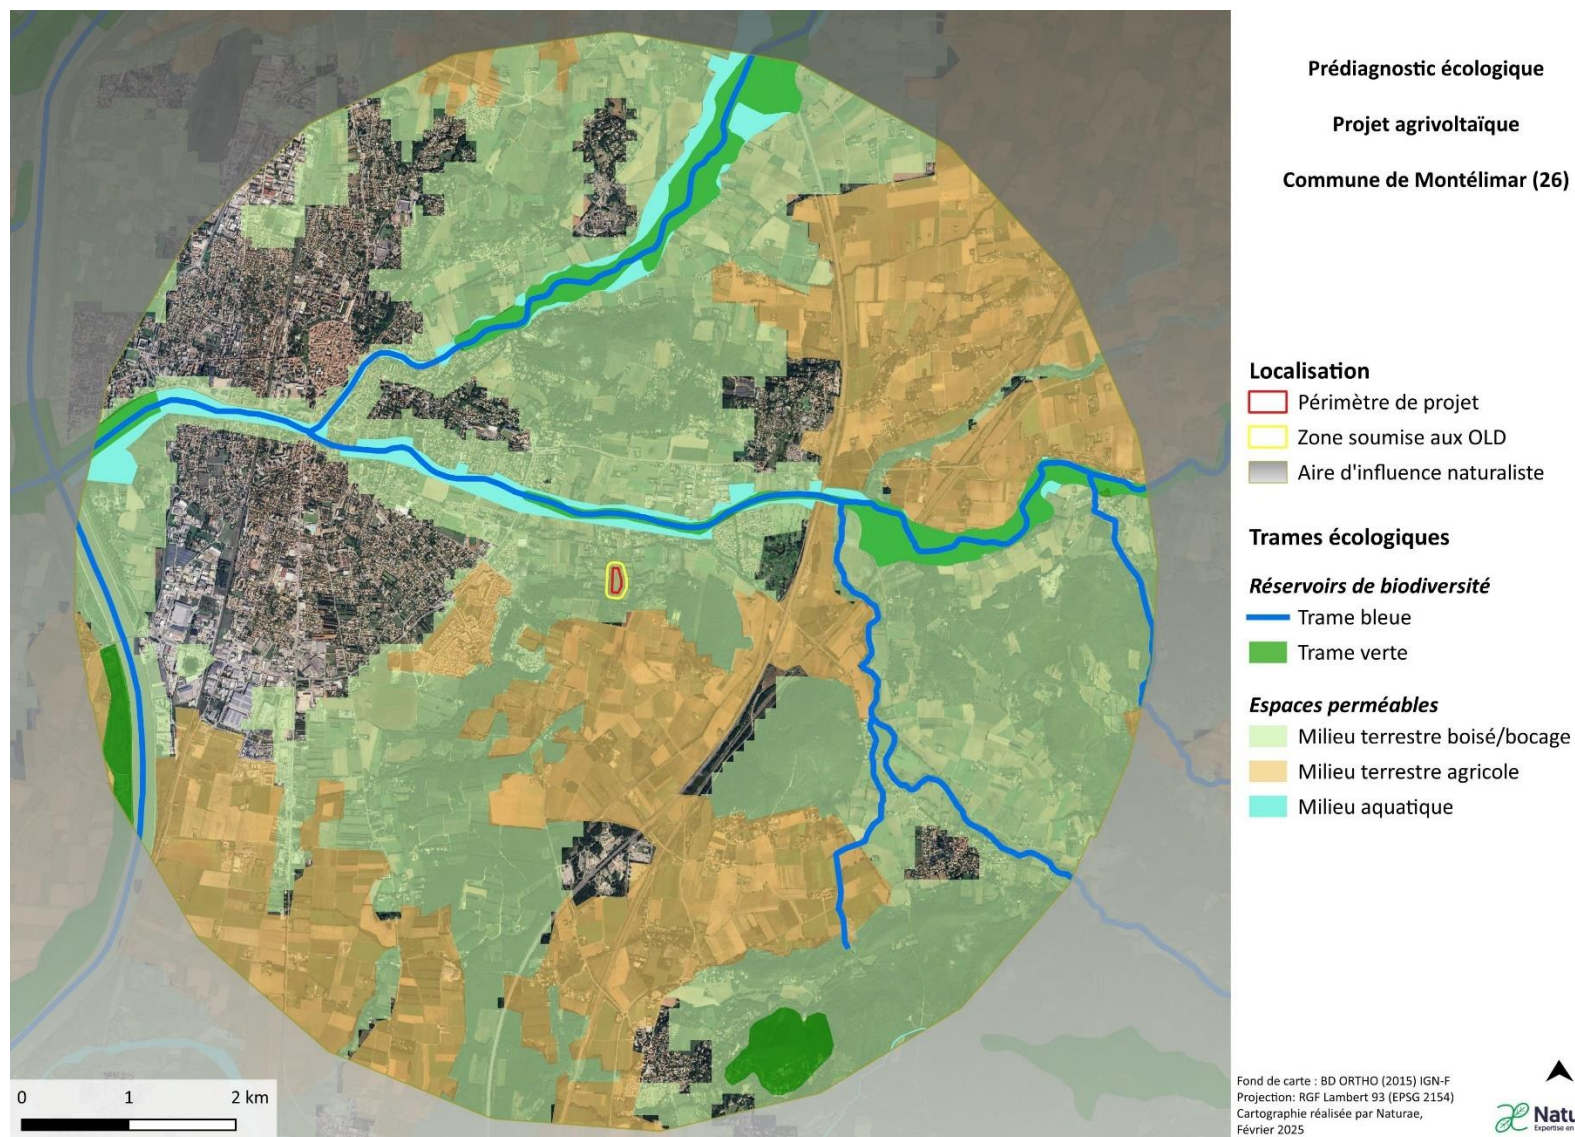 Prédiagnostic écologique
Projet agrivoltaïque
Commune de Montélimar (26)
Localisation
Périmètre de projet
Zone soumise aux OLD
Aire d'influence naturaliste
Trames écologiques
Réservoirs de biodiversité
Trame bleue
Trame verte
Espaces perméables
Milieu terrestre boisé/bocage
Milieu terrestre agricole
Milieu aquatique
0 1 2 km
Fond de carte : BD ORTHO (2015) IGN-F
Projection: RGF Lambert 93 (EPSG 2154)
Cartographie réalisée par Naturae,
Février 2025
Natu
Expertise en